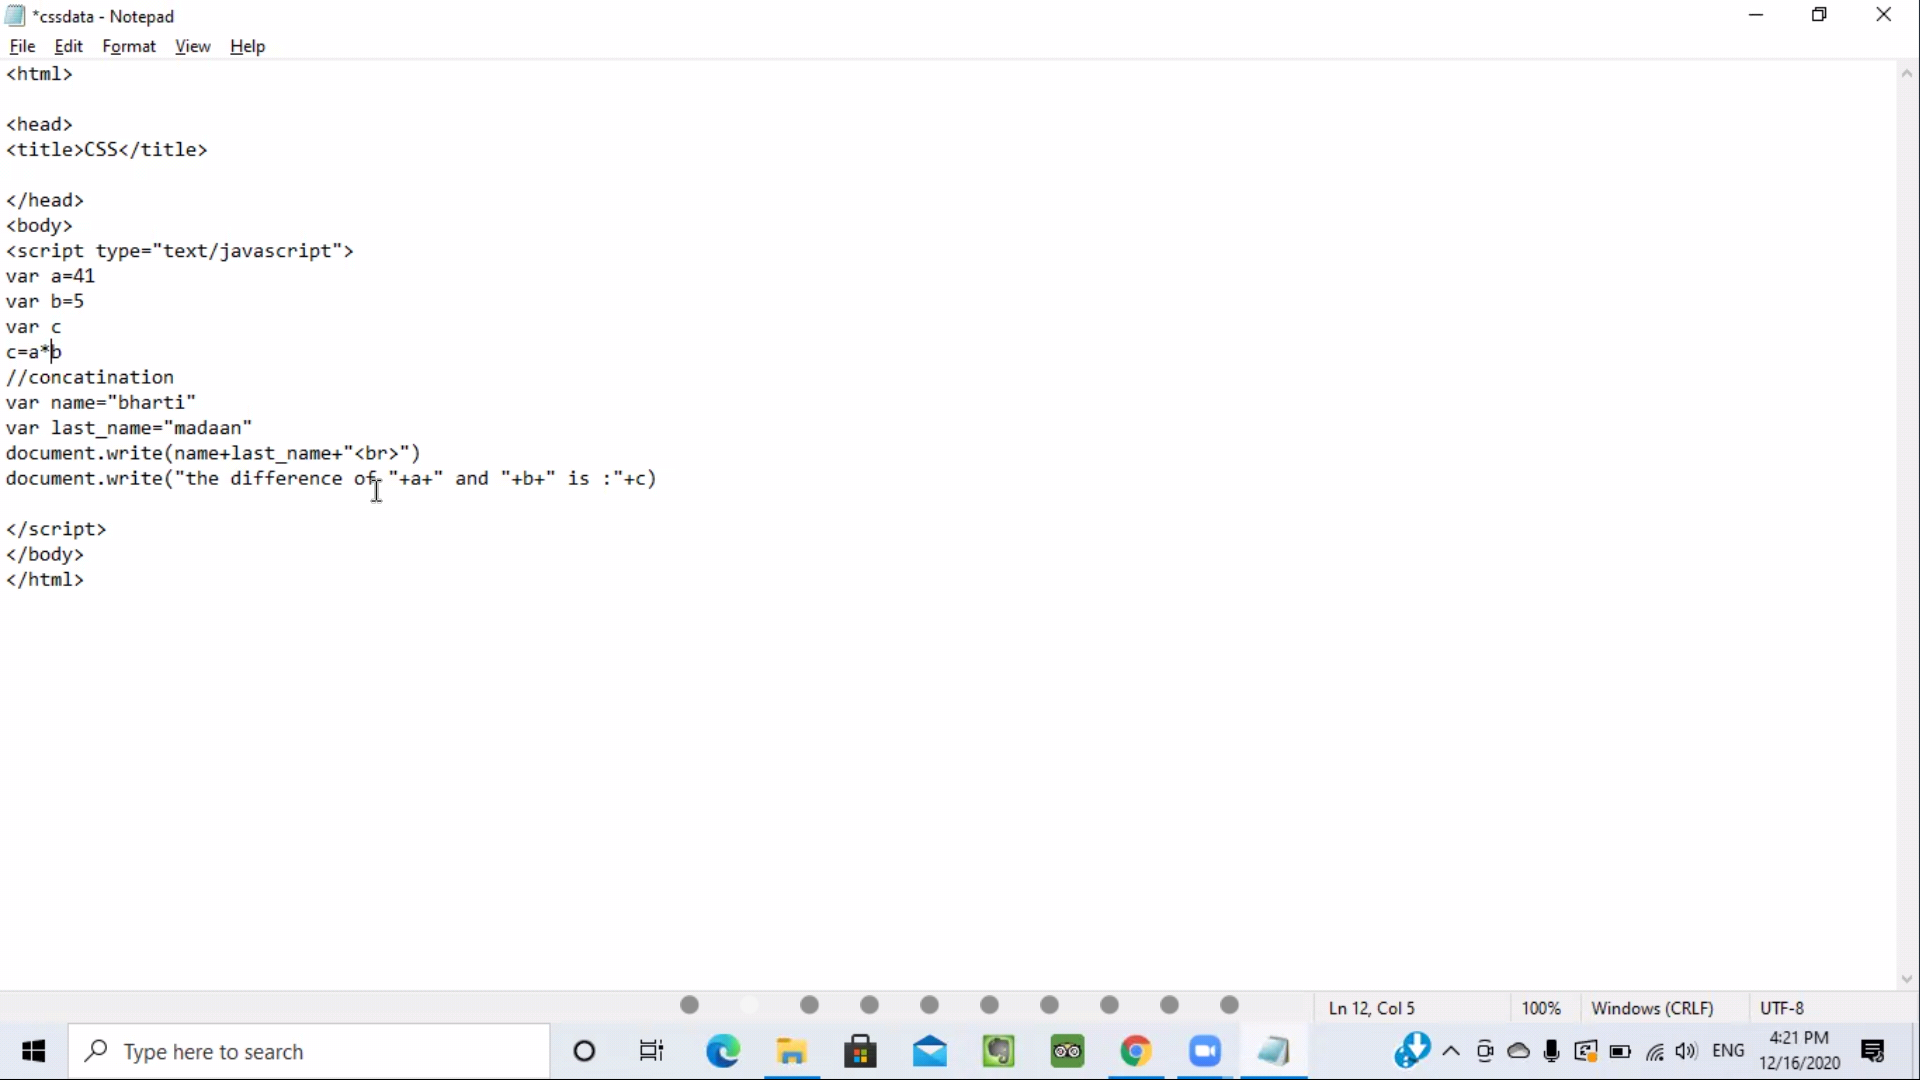 *cssdata - Notepad
File Edit Format View Help
<html>
<head>
<title>CSS</title>
</head>
<body>
<script type="text/javascript">
var a=41
var b=5
var c
c=a*b
//concatination
var name="bharti"
var last_name="madaan"
document.write(name+last_name+"<br>")
document.write("the difference of "+a+" and "+b+" is :"+c)
</script>
</body>
</html>
Ln 12, Col 5 100% Windows (CRLF) UTF-8
Type here to search ENG 4:21 PM
12/16/2020